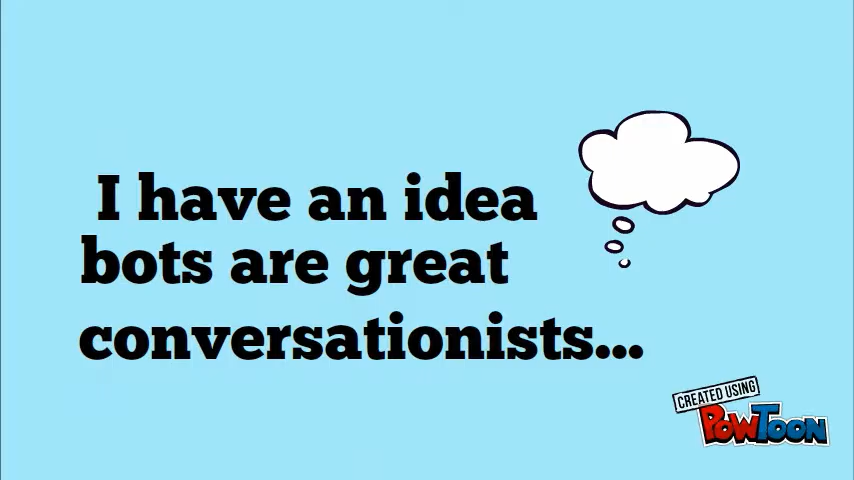 I have an idea
bots are great
conversationists...
CREATED USING
POWTOON